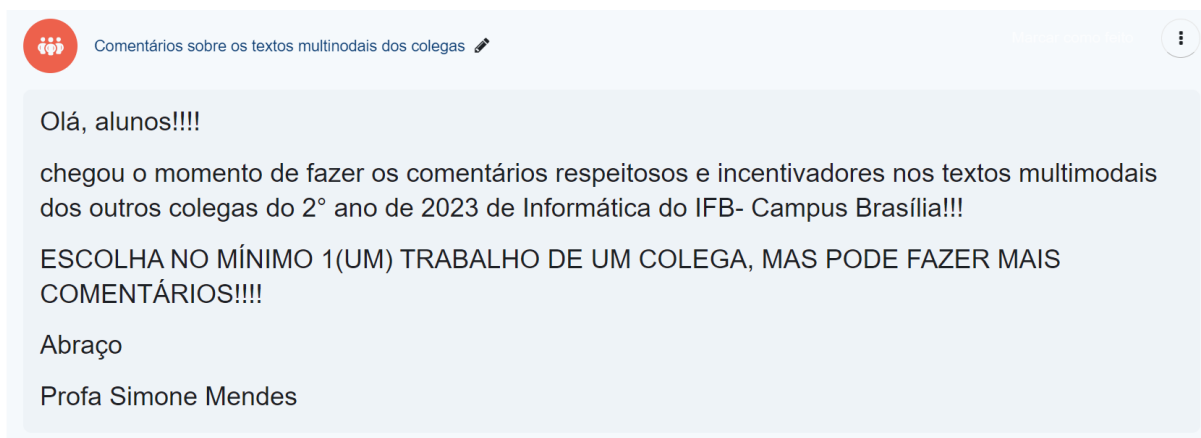 Comentários sobre os textos multinodais dos colegas
Olá, alunos!!!!
chegou o momento de fazer os comentários respeitosos e incentivadores nos textos multimodais
dos outros colegas do 2° ano de 2023 de Informática do IFB- Campus Brasília!!!
ESCOLHA NO MÍNIMO 1(UM) TRABALHO DE UM COLEGA, MAS PODE FAZER MAIS
COMENTÁRIOS!!!!
Abraço
Profa Simone Mendes